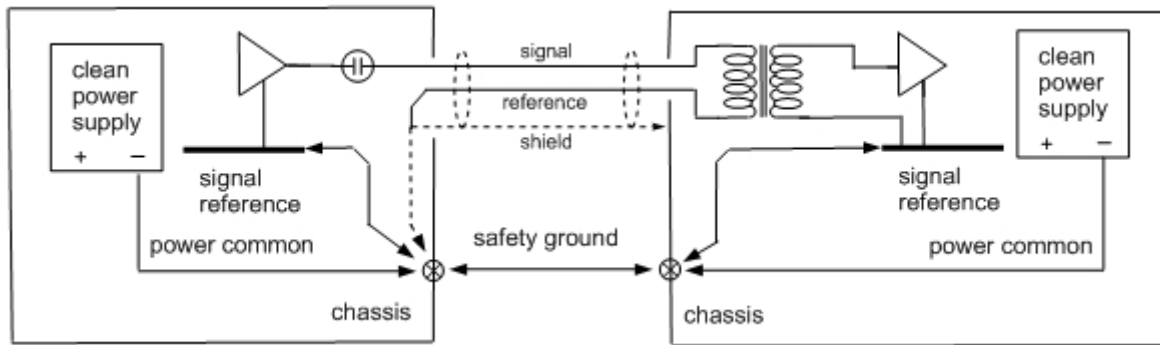 clean
power
supply
+ −
signal
reference
power common
chassis
signal
reference
shield
safety ground
signal
reference
clean
power
supply
+ −
power common
chassis